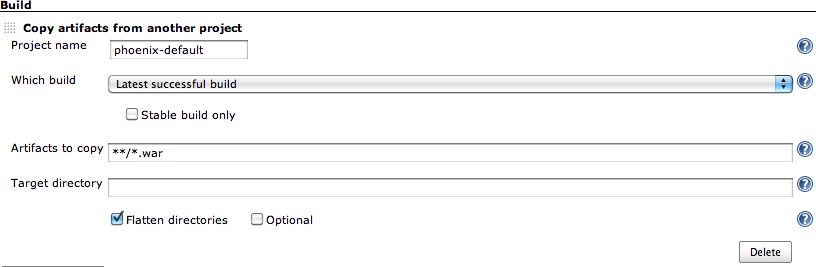 Build
Copy artifacts from another project
Project name phoenix-default ?
Which build Latest successful build ?
Stable build only
Artifacts to copy **/*.war ?
Target directory ?
Flatten directories Optional ?
Delete